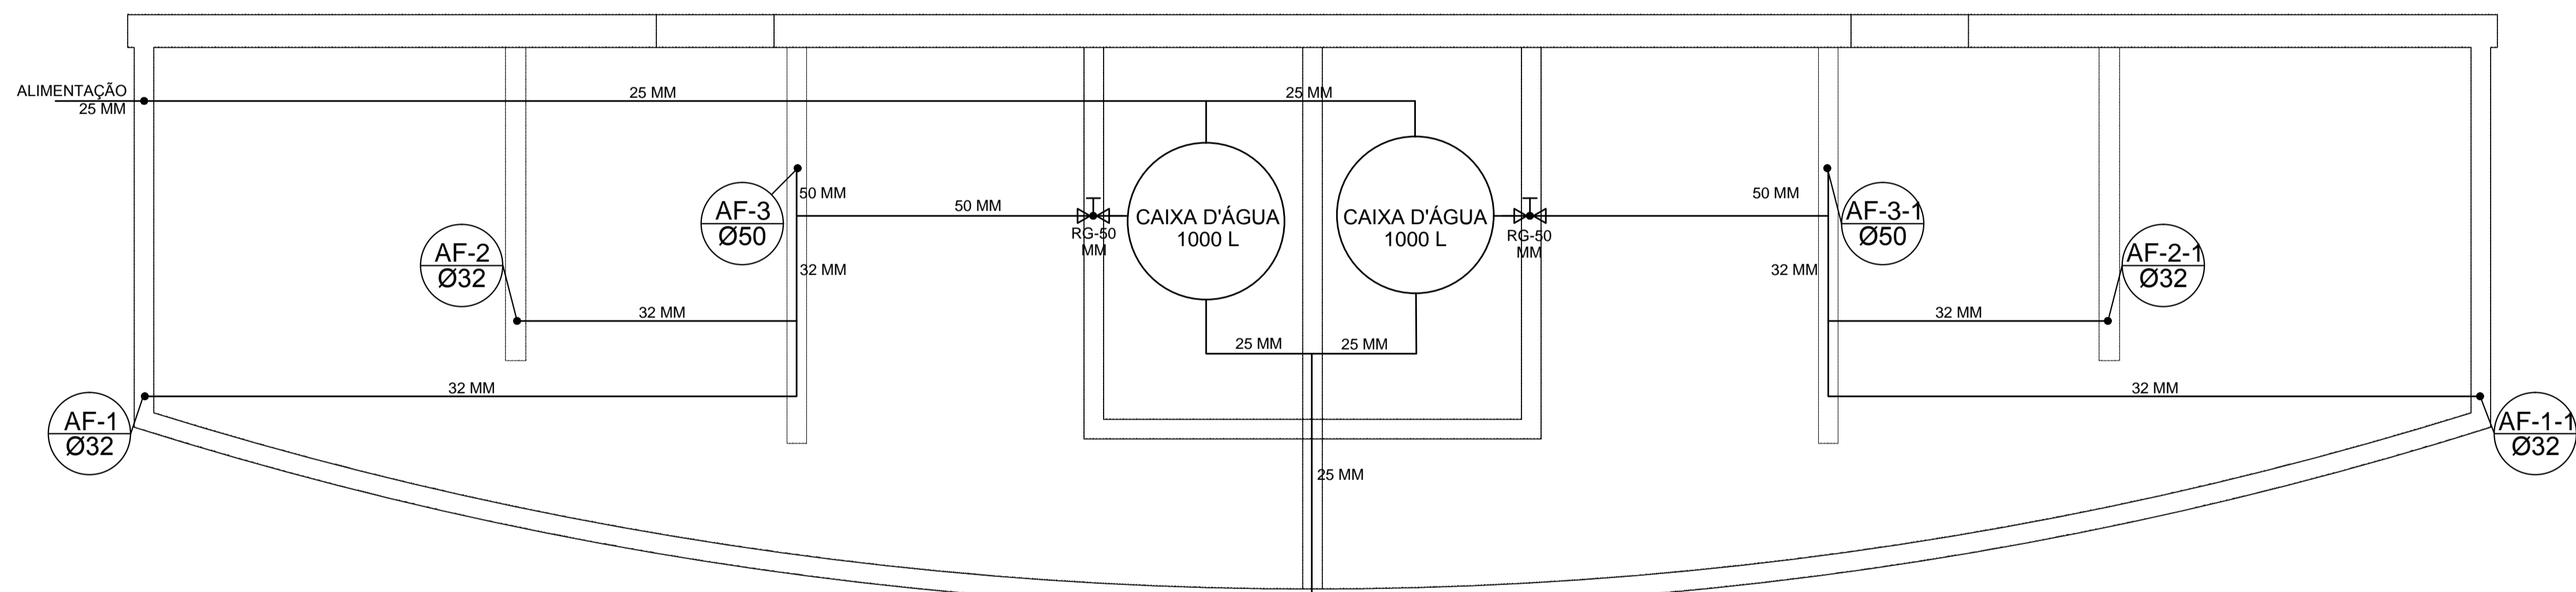 ALIMENTAÇÃO
25 MM
25 MM
25 MM
50 MM
50 MM
50 MM
AF-3
Ø50
AF-3-1
Ø50
CAIXA D'ÁGUA
1000 L
CAIXA D'ÁGUA
1000 L
RG-50
MM
RG-50
MM
AF-2
Ø32
AF-2-1
Ø32
32 MM
32 MM
32 MM
32 MM
25 MM
25 MM
32 MM
32 MM
AF-1
Ø32
AF-1-1
Ø32
25 MM